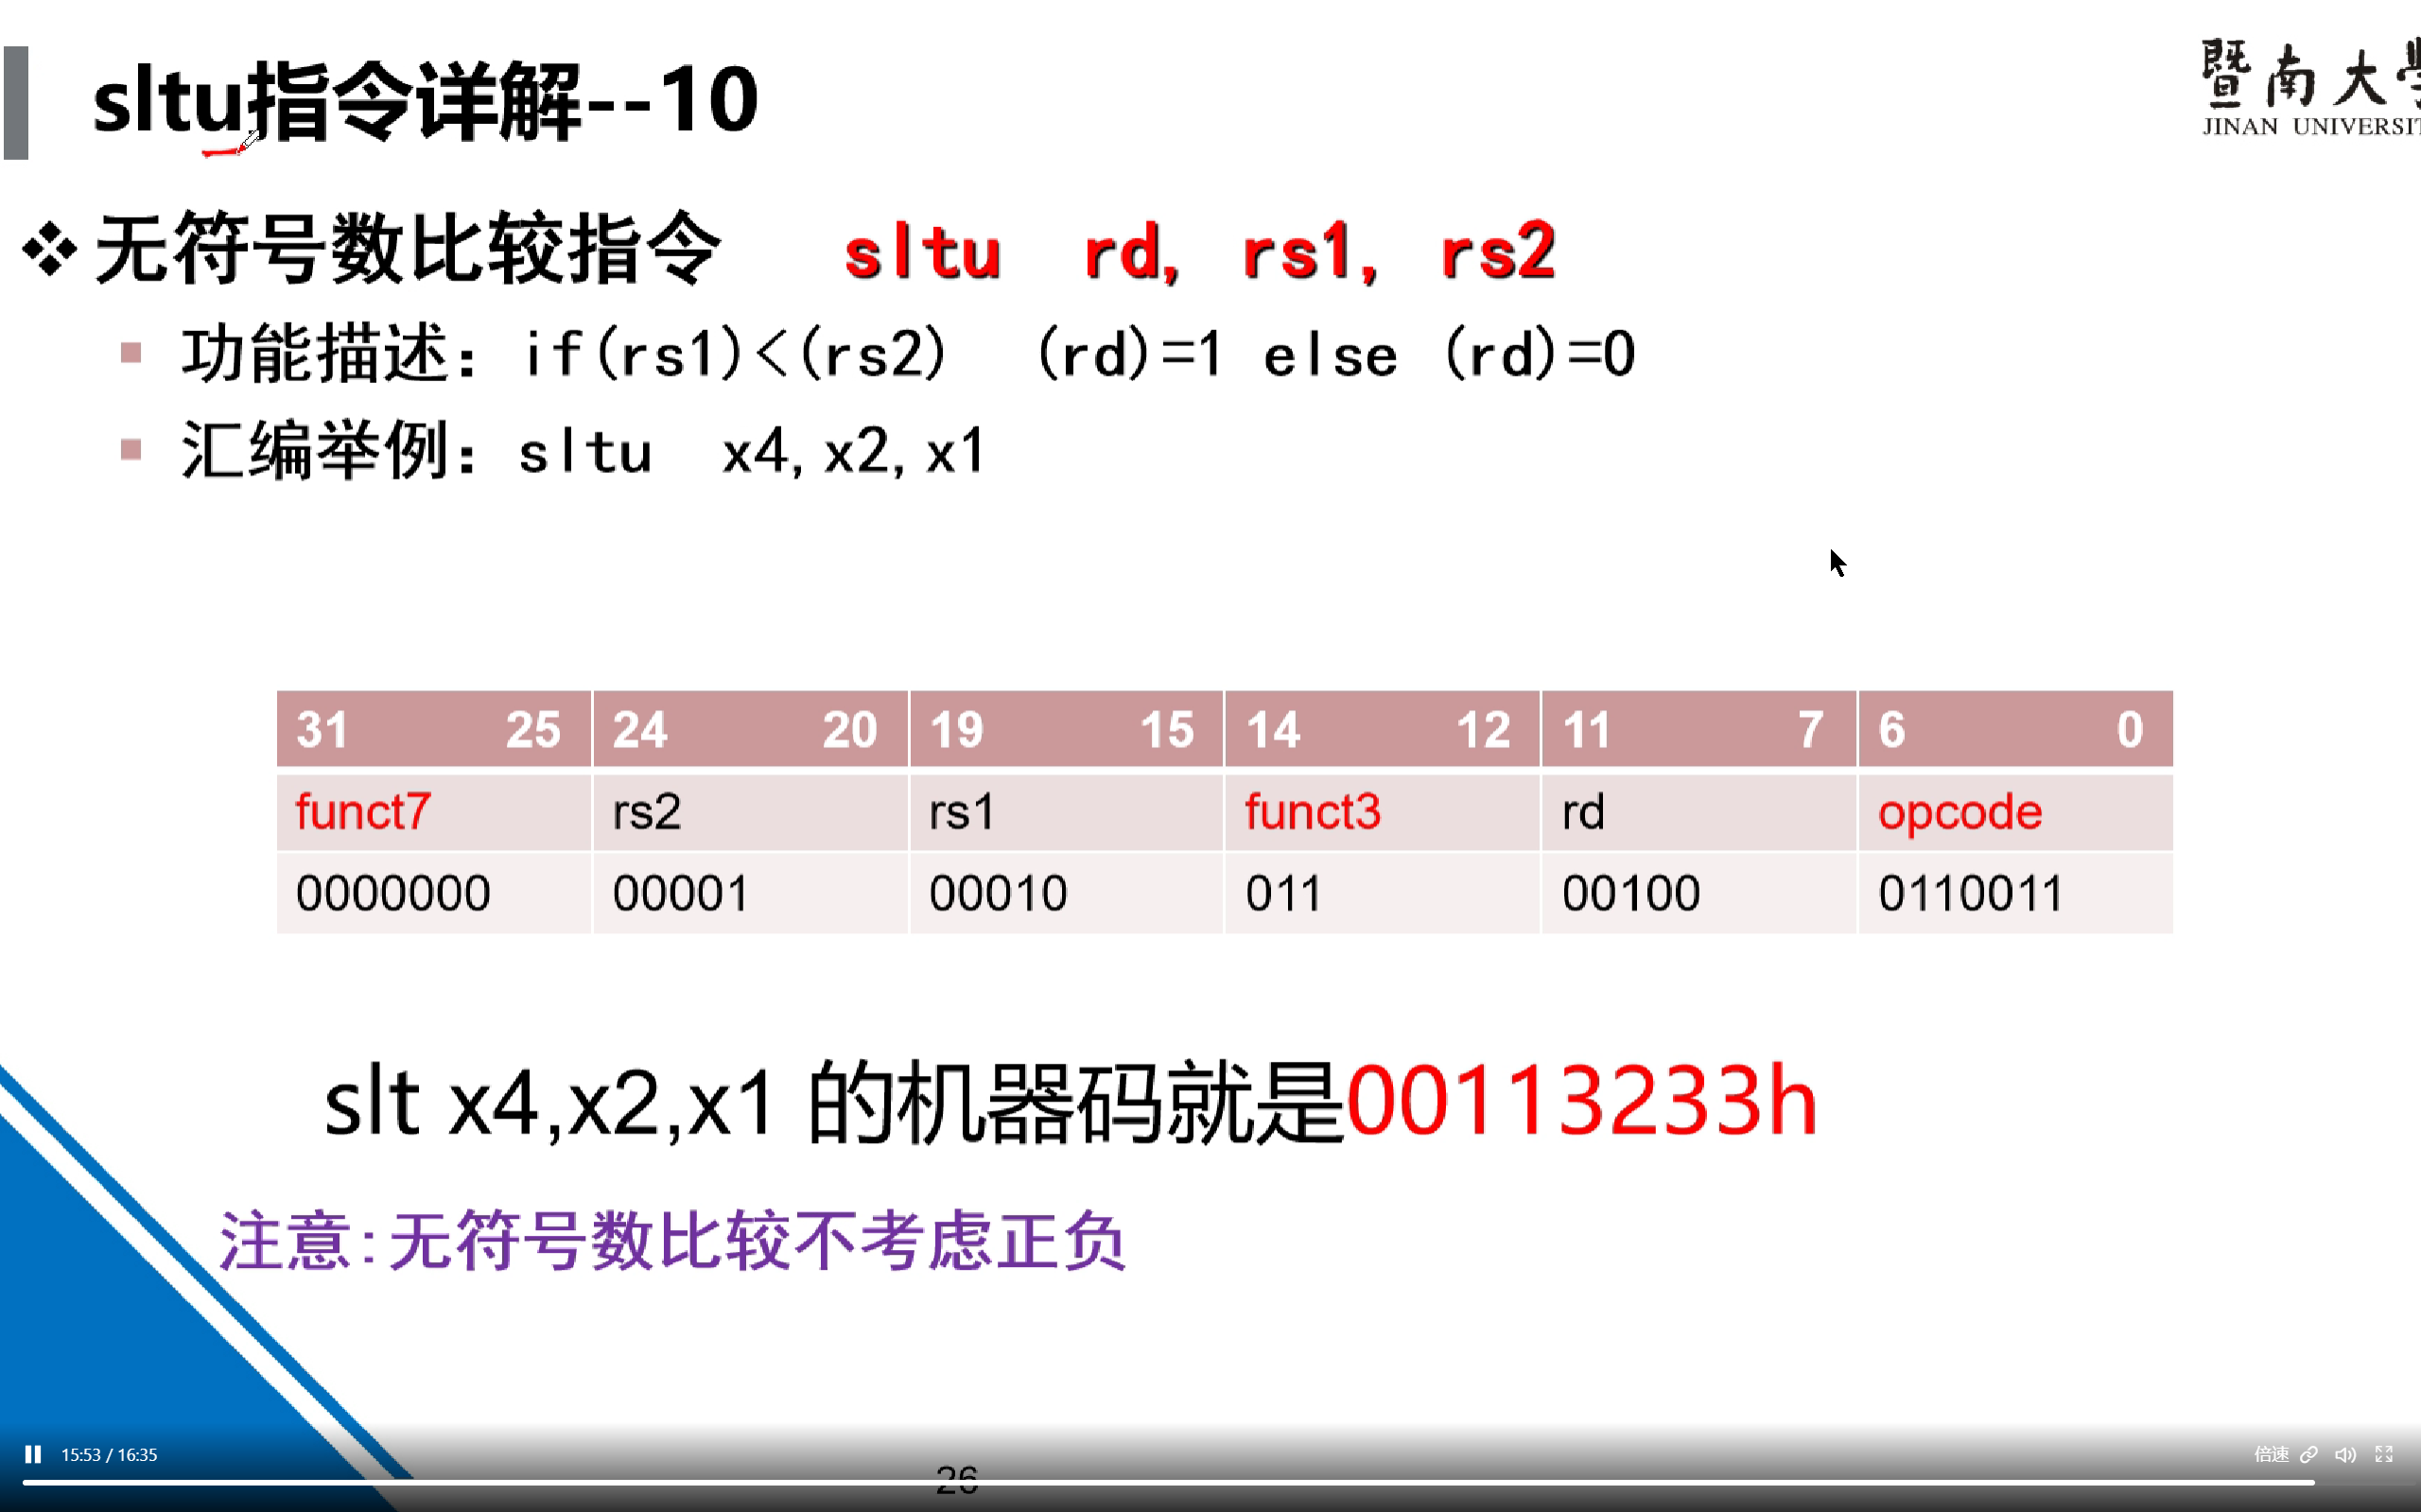 sltu指令详解--10
暨南大學
JINAN UNIVERSIT
❖无符号数比较指令 sltu rd, rs1, rs2
▪ 功能描述: if(rs1)<(rs2) (rd)=1 else (rd)=0
▪ 汇编举例: sltu x4,x2,x1
31 25 24 20 19 15 14 12 11 7 6 0
funct7 rs2 rs1 funct3 rd opcode
0000000 00001 00010 011 00100 0110011
slt x4,x2,x1 的机器码就是00113233h
注意:无符号数比较不考虑正负
15:53 / 16:35
倍速
26